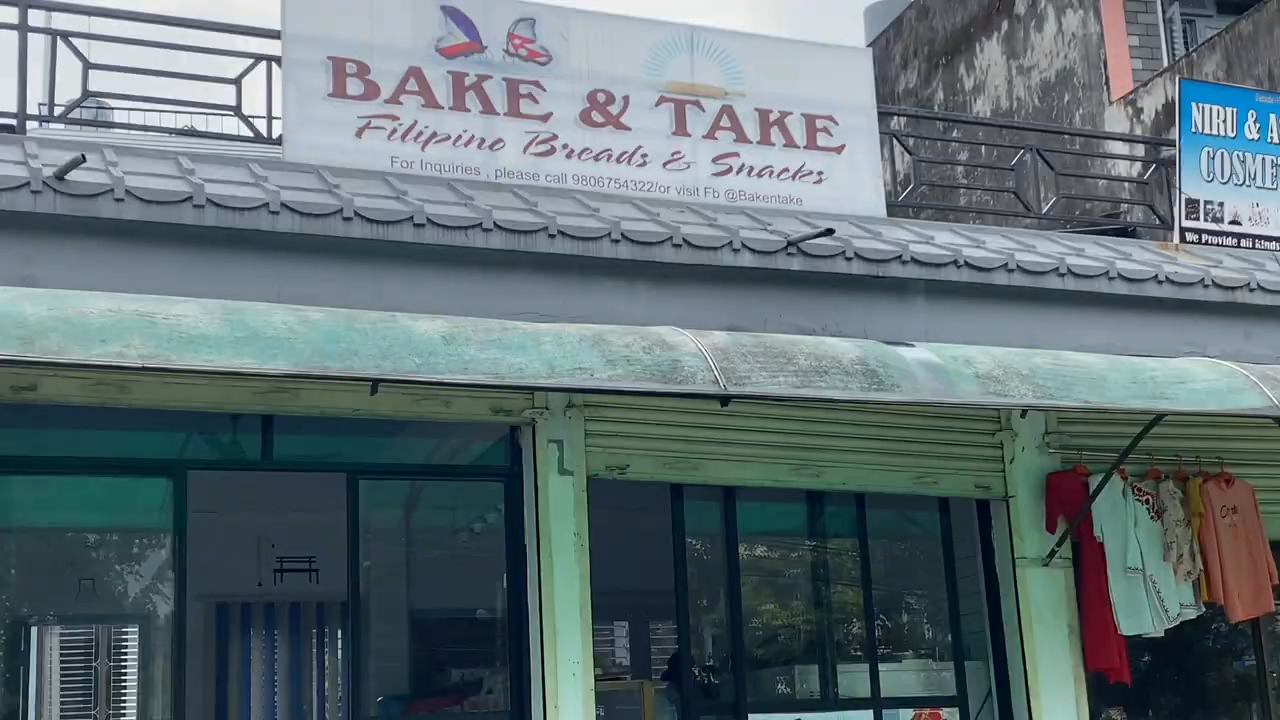 BAKE & TAKE
Filipino Breads & Snacks
For Inquiries , please call 9806754322/or visit Fb @Bakentake
NIRU &
COSME
We Provide all kinds